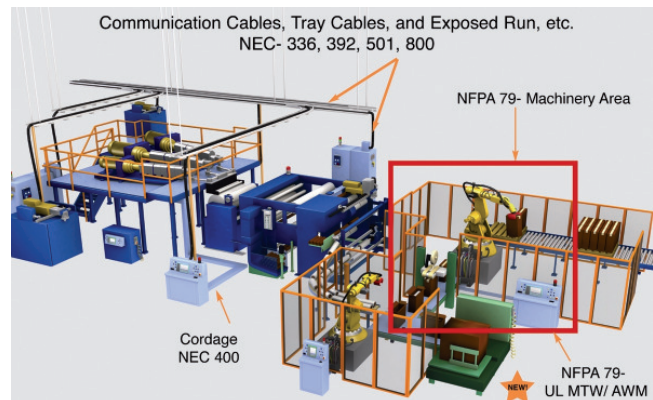 Communication Cables, Tray Cables, and Exposed Run, etc.
NEC- 336, 392, 501, 800
NFPA 79- Machinery Area
Cordage
NEC 400
NEW!
NFPA 79-
UL MTW/ AWM